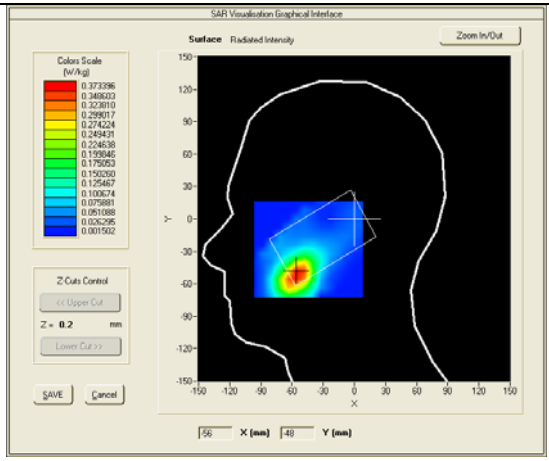 SAR Visualisation Graphical Interface
Surface Radiated Intensity
Zoom In/Out
Colors Scale
(W/kg)
0.373396
0.348603
0.323810
0.299017
0.274224
0.249431
0.224638
0.199846
0.175053
0.150260
0.125467
0.100674
0.075881
0.051088
0.026295
0.001502
Z Cuts Control
<< Upper Cut
Z = 0.2 mm
Lower Cut >>
SAVE Cancel
150
120
90
60
30
0
-30
-60
-90
-120
-150
Y
-150 -120 -90 -60 -30 0 30 60 90 120 150
X
-56 X (mm) -48 Y (mm)